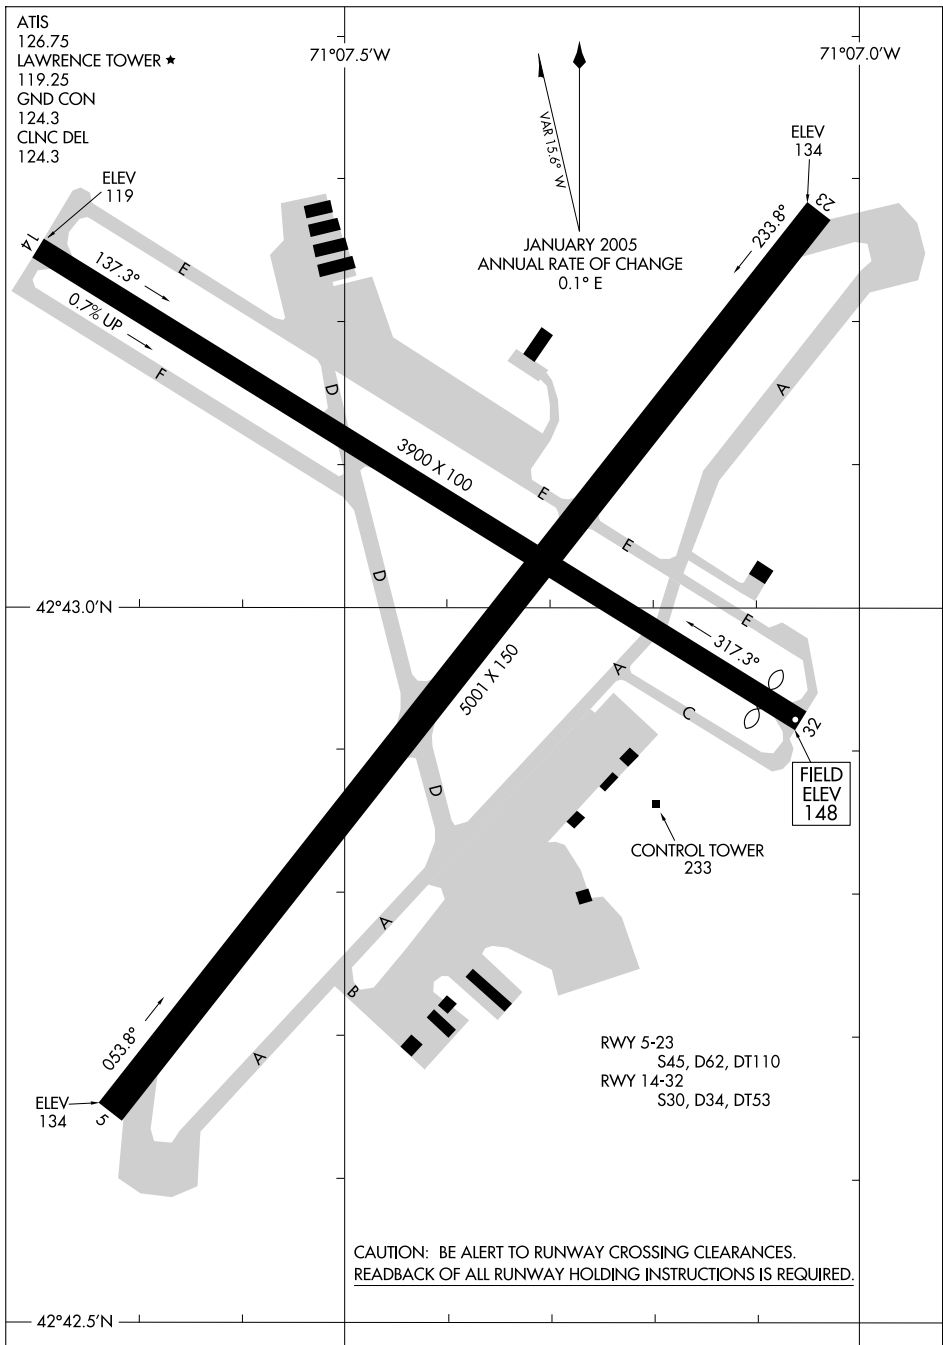 ATIS
126.75
LAWRENCE TOWER ★
119.25
GND CON
124.3
CLNC DEL
124.3
71°07.5'W
71°07.0'W
VAR 15.6° W
JANUARY 2005
ANNUAL RATE OF CHANGE
0.1° E
ELEV
134
23
233.8°
ELEV
119
14
137.3°
0.7% UP
E
F
D
A
3900 X 100
E
E
D
42°43.0'N
E
317.3°
5001 X 150
A
C
32
FIELD
ELEV
148
D
CONTROL TOWER
233
A
B
053.8°
A
RWY 5-23
S45, D62, DT110
RWY 14-32
S30, D34, DT53
ELEV
134
5
CAUTION: BE ALERT TO RUNWAY CROSSING CLEARANCES.
READBACK OF ALL RUNWAY HOLDING INSTRUCTIONS IS REQUIRED.
42°42.5'N